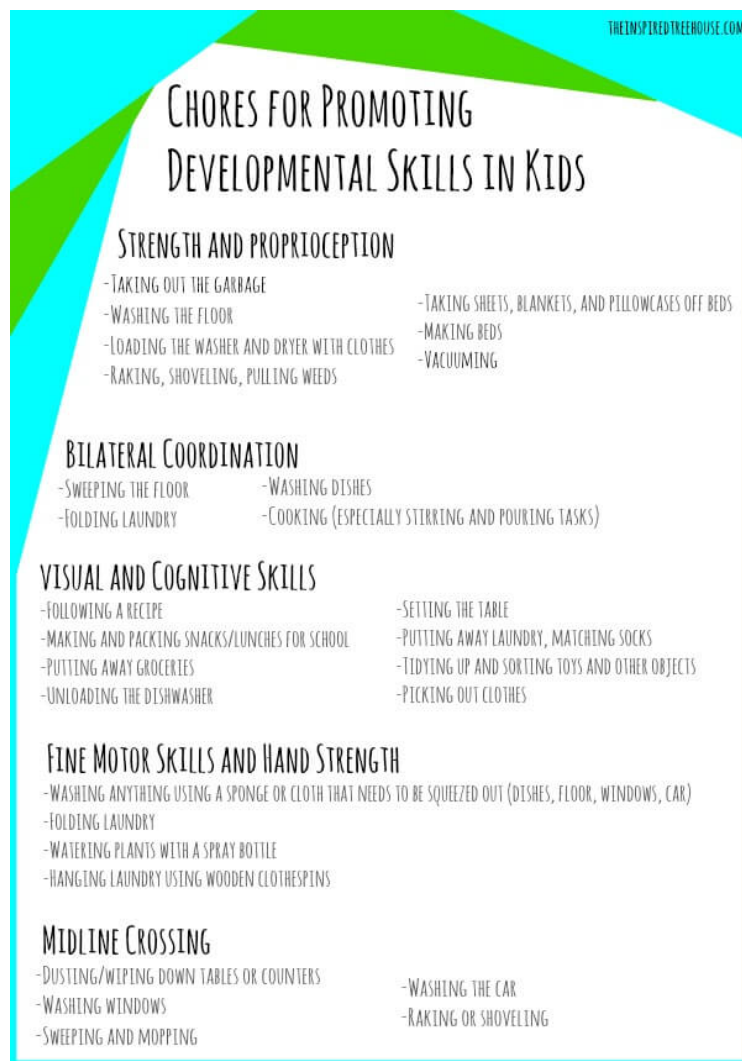 THEINSPIREDTREEHOUSE.COM
CHORES FOR PROMOTING
DEVELOPMENTAL SKILLS IN KIDS
STRENGTH AND PROPRIOCEPTION
-TAKING OUT THE GARBAGE
-WASHING THE FLOOR
-LOADING THE WASHER AND DRYER WITH CLOTHES
-RAKING, SHOVELING, PULLING WEEDS
-TAKING SHEETS, BLANKETS, AND PILLOWCASES OFF BEDS
-MAKING BEDS
-VACUUMING
BILATERAL COORDINATION
-SWEEPING THE FLOOR
-FOLDING LAUNDRY
-WASHING DISHES
-COOKING (ESPECIALLY STIRRING AND POURING TASKS)
VISUAL AND COGNITIVE SKILLS
-FOLLOWING A RECIPE
-MAKING AND PACKING SNACKS/LUNCHES FOR SCHOOL
-PUTTING AWAY GROCERIES
-UNLOADING THE DISHWASHER
-SETTING THE TABLE
-PUTTING AWAY LAUNDRY, MATCHING SOCKS
-TIDYING UP AND SORTING TOYS AND OTHER OBJECTS
-PICKING OUT CLOTHES
FINE MOTOR SKILLS AND HAND STRENGTH
-WASHING ANYTHING USING A SPONGE OR CLOTH THAT NEEDS TO BE SQUEEZED OUT (DISHES, FLOOR, WINDOWS, CAR)
-FOLDING LAUNDRY
-WATERING PLANTS WITH A SPRAY BOTTLE
-HANGING LAUNDRY USING WOODEN CLOTHESPINS
MIDLINE CROSSING
-DUSTING/WIPING DOWN TABLES OR COUNTERS
-WASHING WINDOWS
-SWEEPING AND MOPPING
-WASHING THE CAR
-RAKING OR SHOVELING